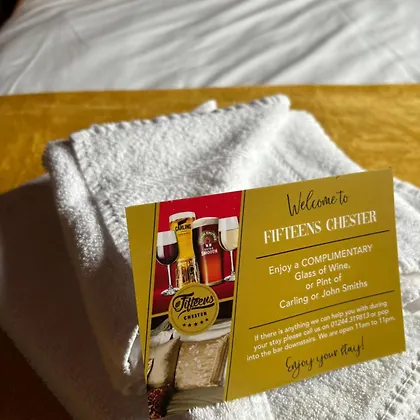 Welcome to
FIFTEENS CHESTER
Enjoy a COMPLIMENTARY
Glass of Wine,
or Pint of
Carling or John Smiths
If there is anything we can help you with during
your stay please call us on 01244 319813 or pop
into the bar downstairs. We are open 11am to 11pm.
Enjoy your stay!
CARLING
SMOOTH
Fifteens
CHESTER